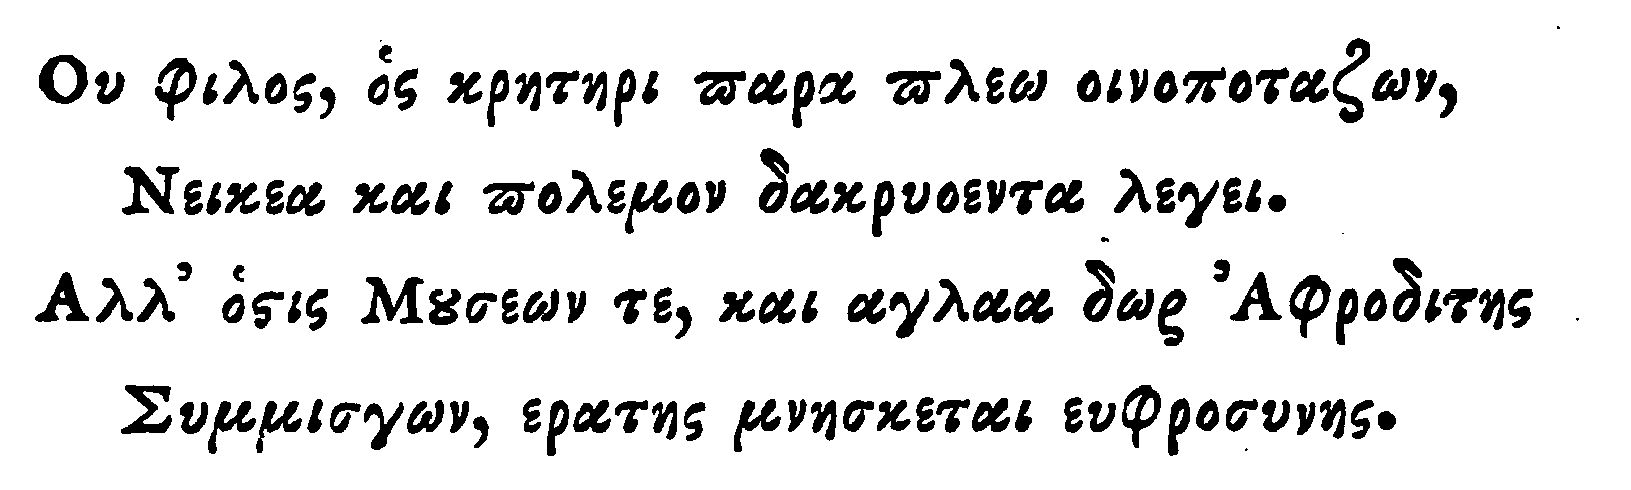 Ου φιλος, ὁς κρητηρι ϖαρα ϖλεω οινοποταζων,
Νεικεα και ϖολεμον δακρυοεντα λεγει.
Αλλ’ ὁϛις Μȣσεων τε, και αγλαα δωρ ’Αφροδιτης
Συμμισγων, ερατης μνησκεται ευφροσυνης.